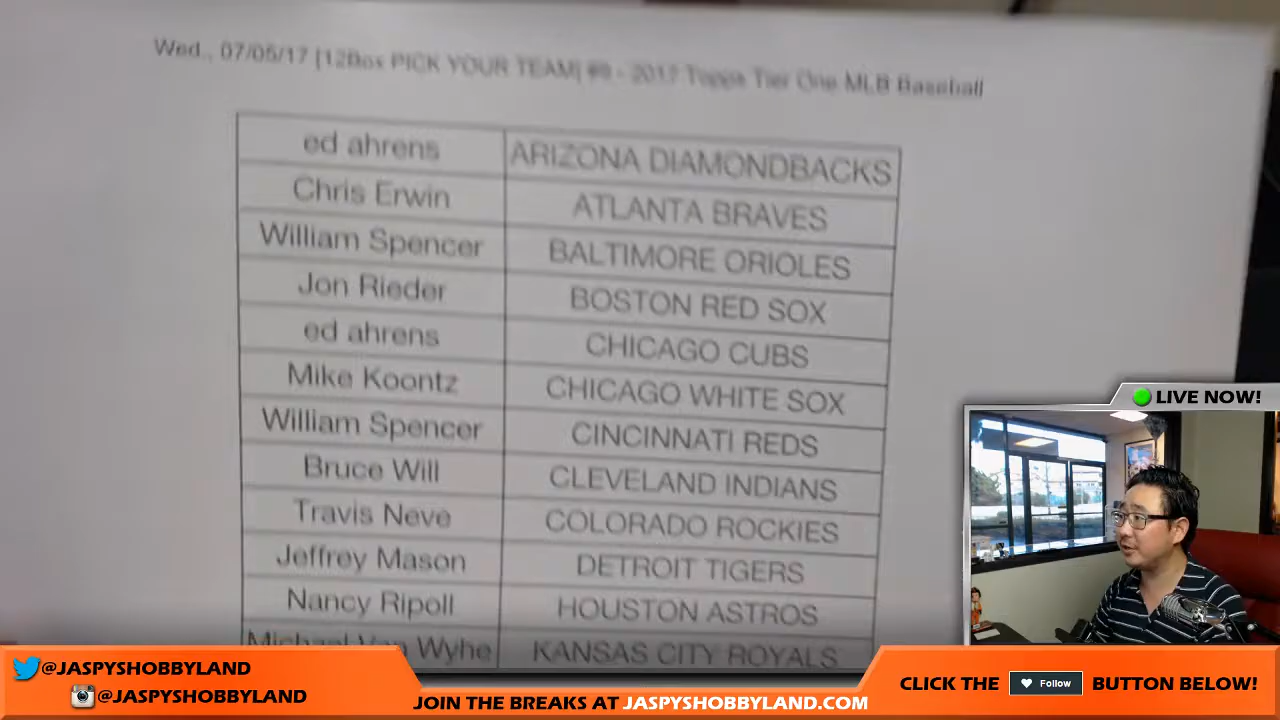 Wed., 07/05/17 [12Box PICK YOUR TEAM] #9 - 2017 Topps Tier One MLB Baseball
ed ahrens ARIZONA DIAMONDBACKS
Chris Erwin ATLANTA BRAVES
William Spencer BALTIMORE ORIOLES
Jon Rieder BOSTON RED SOX
ed ahrens CHICAGO CUBS
Mike Koontz CHICAGO WHITE SOX
William Spencer CINCINNATI REDS
Bruce Will CLEVELAND INDIANS
Travis Neve COLORADO ROCKIES
Jeffrey Mason DETROIT TIGERS
Nancy Ripoll HOUSTON ASTROS
Michael Van Wyhe KANSAS CITY ROYALS
LIVE NOW!
@JASPYSHOBBYLAND
@JASPYSHOBBYLAND
JOIN THE BREAKS AT JASPYSHOBBYLAND.COM
CLICK THE Follow BUTTON BELOW!